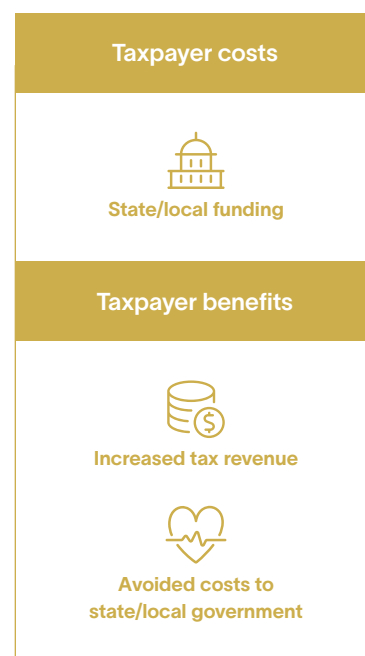 Taxpayer costs
State/local funding
Taxpayer benefits
$
Increased tax revenue
Avoided costs to
state/local government